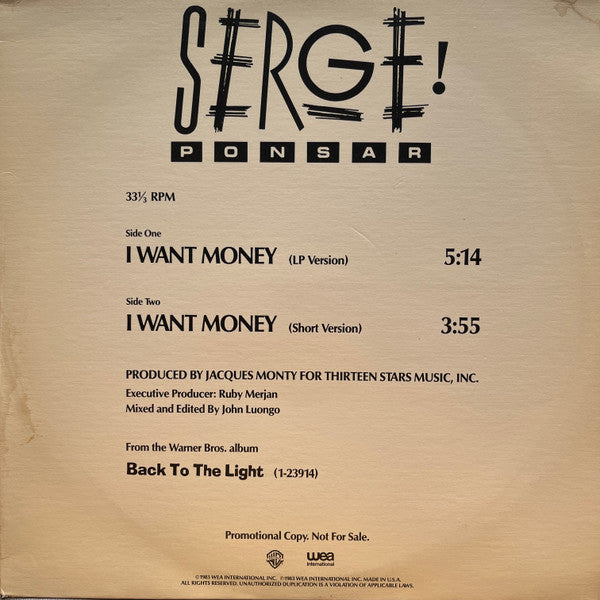 SERGE!
PONSAR
33⅓ RPM
Side One
I WANT MONEY (LP Version) 5:14
Side Two
I WANT MONEY (Short Version) 3:55
PRODUCED BY JACQUES MONTY FOR THIRTEEN STARS MUSIC, INC.
Executive Producer: Ruby Merjan
Mixed and Edited By John Luongo
From the Warner Bros. album
Back To The Light (1-23914)
Promotional Copy. Not For Sale.
wea
International
©1983 WEA INTERNATIONAL INC. ℗1983 WEA INTERNATIONAL INC. MADE IN U.S.A.
ALL RIGHTS RESERVED. UNAUTHORIZED DUPLICATION IS A VIOLATION OF APPLICABLE LAWS.